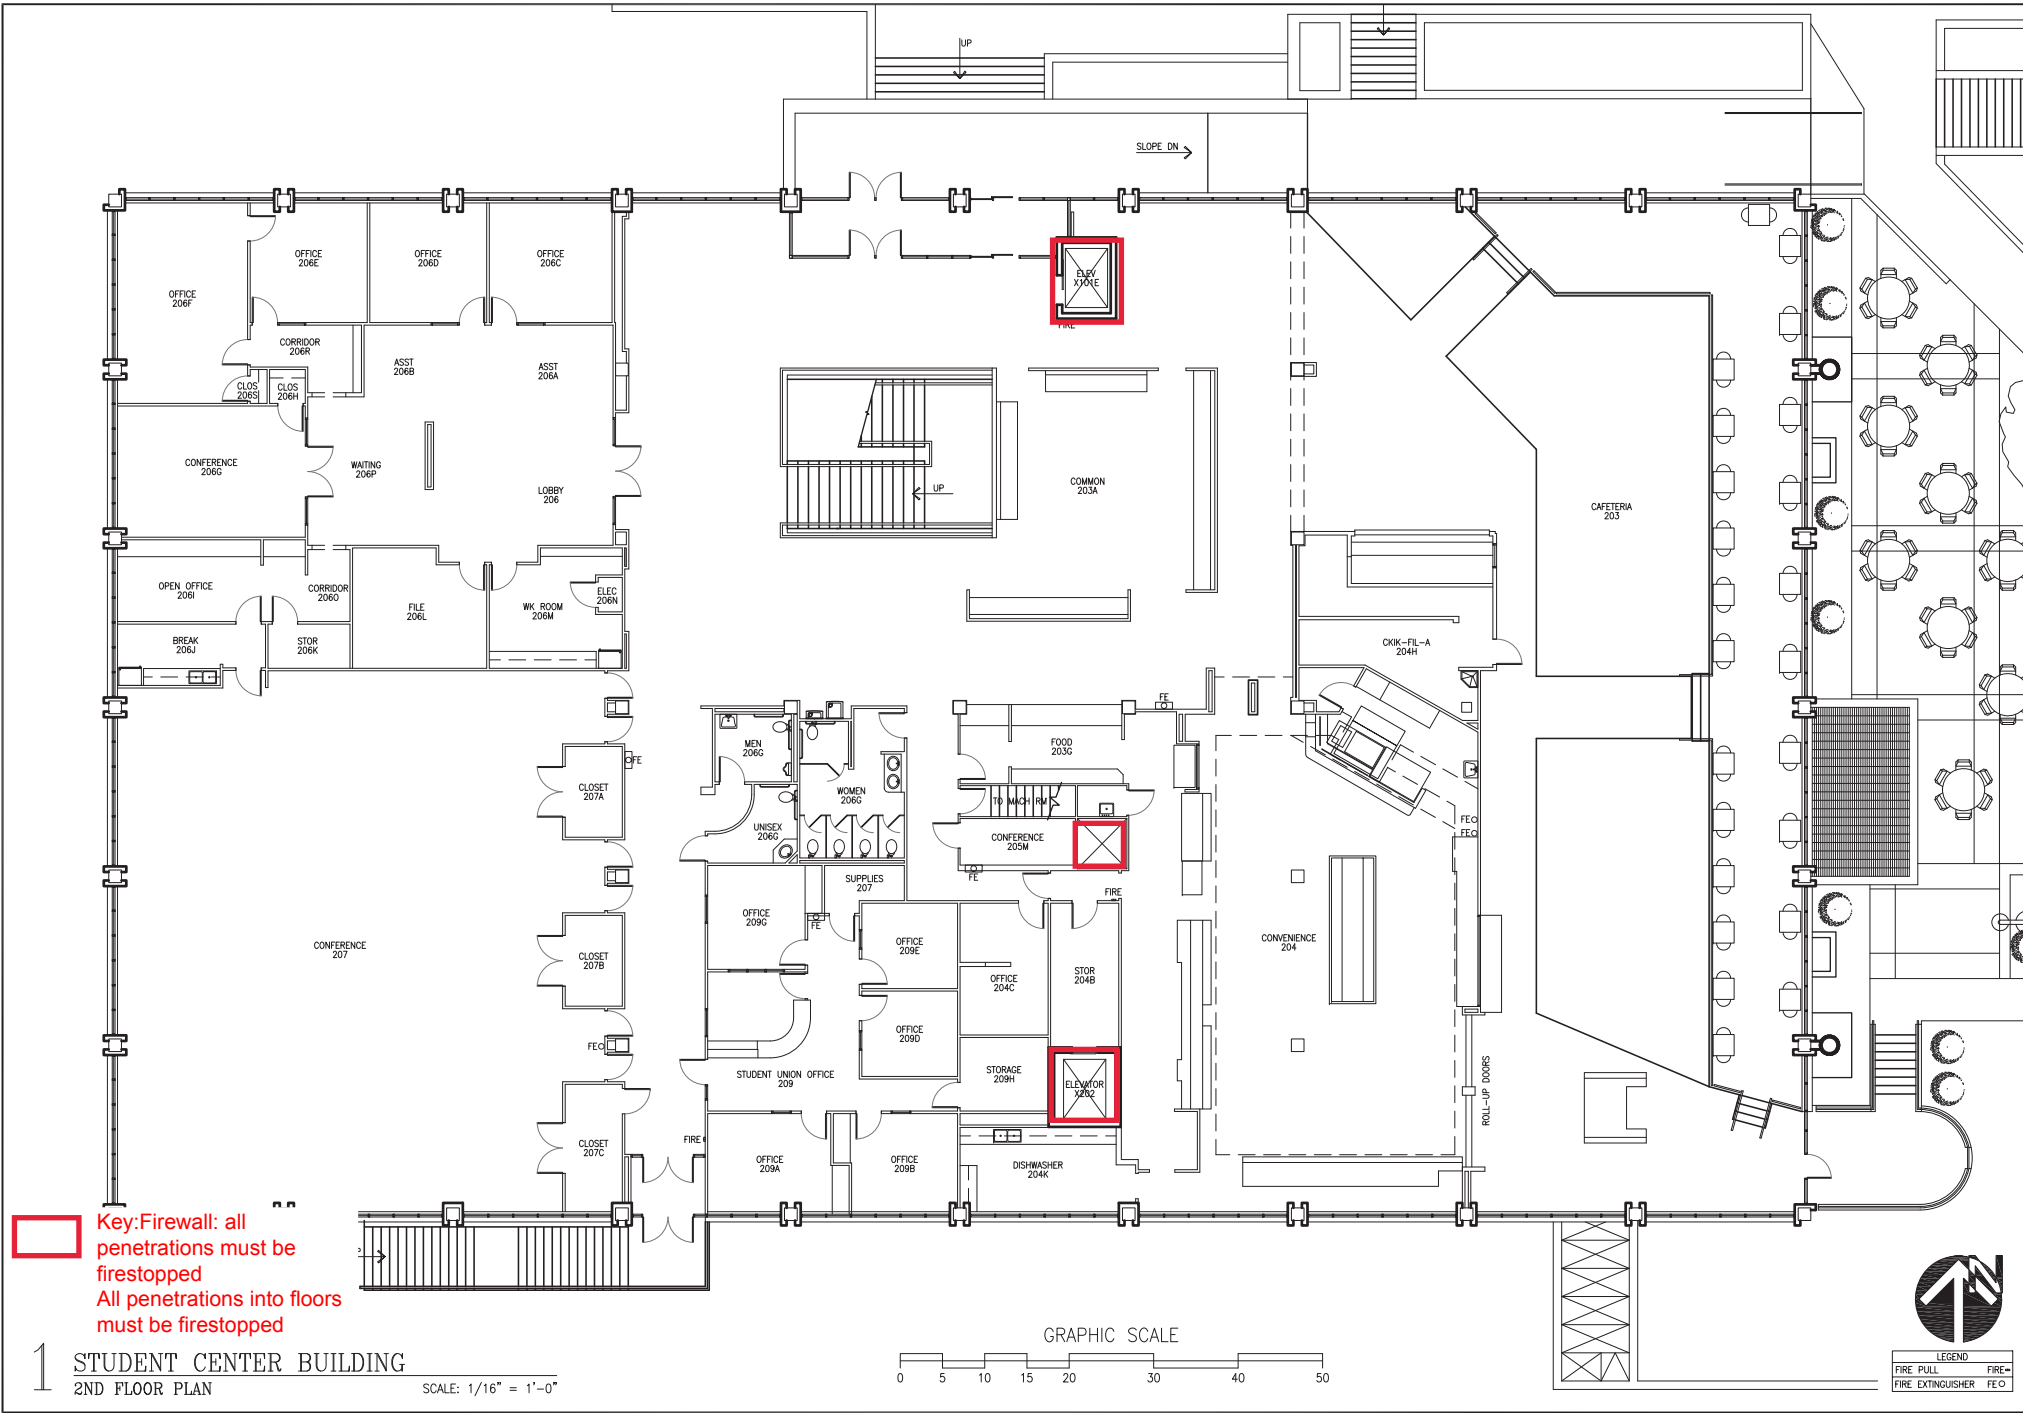 UP
SLOPE DN
OFFICE
206E
OFFICE
206D
OFFICE
206C
ELEV
X101E
FIRE
OFFICE
206F
CORRIDOR
206R
ASST
206B
ASST
206A
CLOS
206S
CLOS
206H
CONFERENCE
206G
WAITING
206P
LOBBY
206
UP
COMMON
203A
CAFETERIA
203
OPEN OFFICE
206I
CORRIDOR
206O
FILE
206L
WK ROOM
206M
ELEC
206N
BREAK
206J
STOR
206K
CKIK-FIL-A
204H
FE
MEN
206G
FOOD
203G
FE
CLOSET
207A
WOMEN
206G
TO MACH RM
UNISEX
206G
CONFERENCE
205M
FE
FE
FE
SUPPLIES
207
FIRE
OFFICE
209G
FE
OFFICE
209E
CONFERENCE
207
CLOSET
207B
OFFICE
204C
STOR
204B
CONVENIENCE
204
OFFICE
209D
FE
STUDENT UNION OFFICE
209
STORAGE
209H
ELEVATOR
X202
ROLL-UP DOORS
CLOSET
207C
FIRE
OFFICE
209A
OFFICE
209B
DISHWASHER
204K
Key:Firewall: all
penetrations must be
firestopped
All penetrations into floors
must be firestopped
1
STUDENT CENTER BUILDING
2ND FLOOR PLAN
SCALE: 1/16" = 1'-0"
GRAPHIC SCALE
0 5 10 15 20 30 40 50
N
LEGEND
FIRE PULL FIRE
FIRE EXTINGUISHER FE